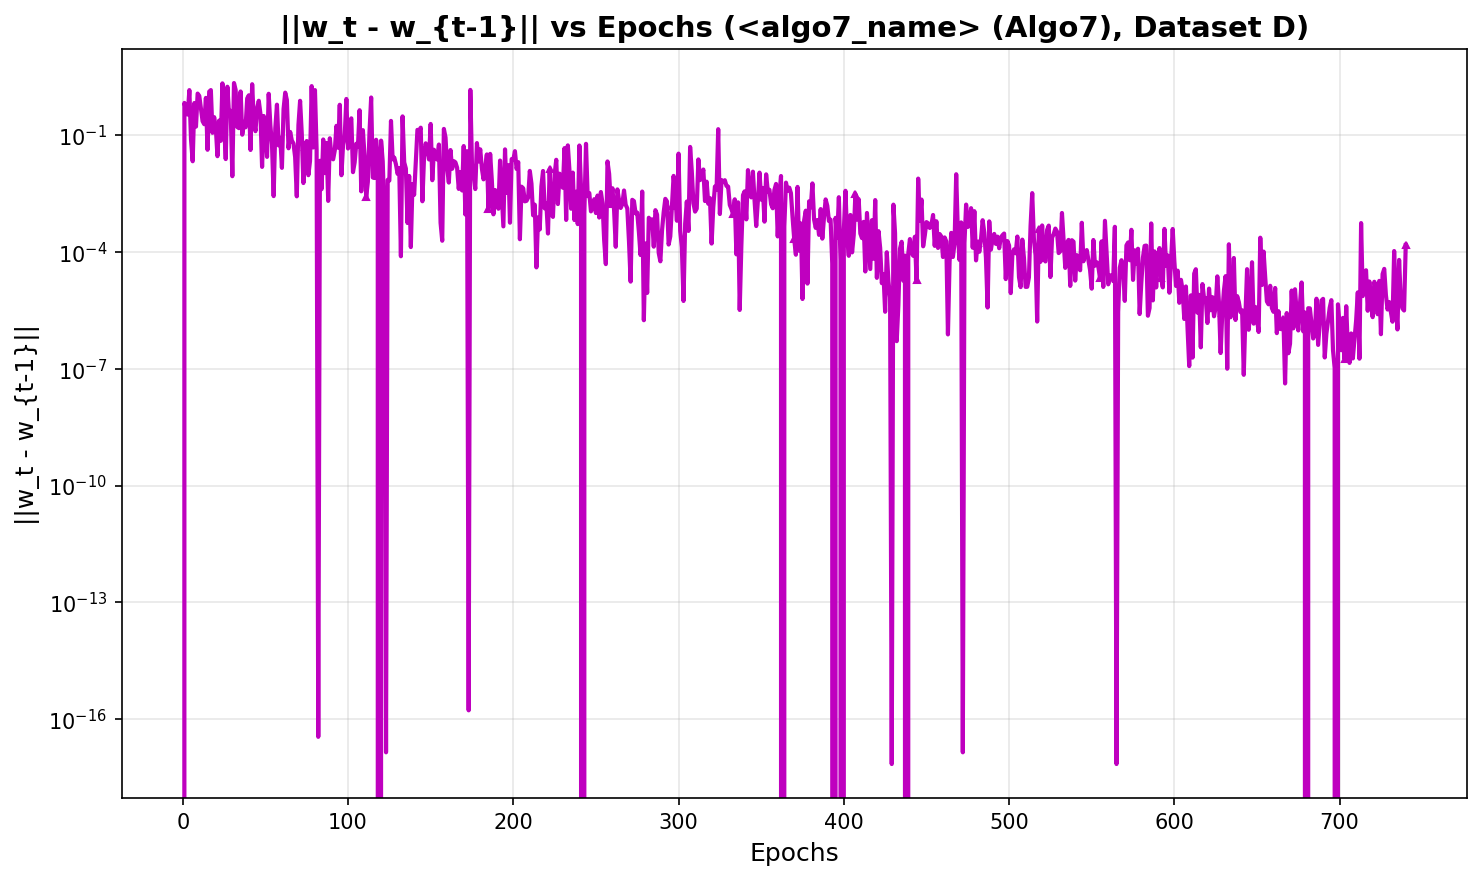 ||w_t - w_{t-1}|| vs Epochs (<algo7_name> (Algo7), Dataset D)
||w_t - w_{t-1}||
10^{-1}
10^{-4}
10^{-7}
10^{-10}
10^{-13}
10^{-16}
0 100 200 300 400 500 600 700
Epochs